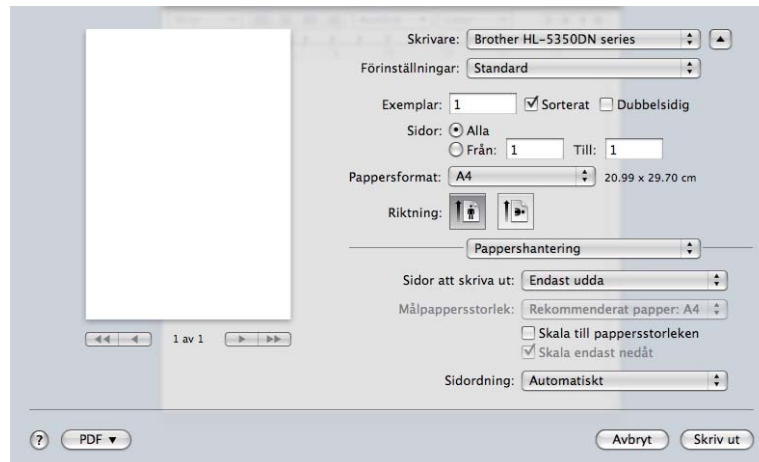 Skrivare: Brother HL-5350DN series
Förinställningar: Standard
Exemplar: 1 Sorterat Dubbelsidig
Sidor: Alla
Från: 1 Till: 1
Pappersformat: A4 20.99 x 29.70 cm
Riktning:
Pappershantering
Sidor att skriva ut: Endast udda
Målpappersstorlek: Rekommenderat papper: A4
Skala till pappersstorleken
1 av 1
Skala endast nedåt
Sidordning: Automatiskt
? PDF Avbryt Skriv ut